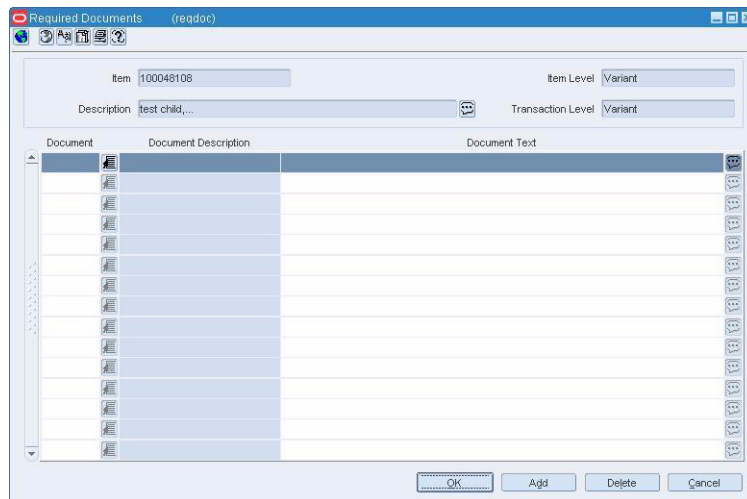 Required Documents (reqdoc)
Item 100048108 Item Level Variant
Description test child,... Transaction Level Variant
Document Document Description Document Text
OK Add Delete Cancel